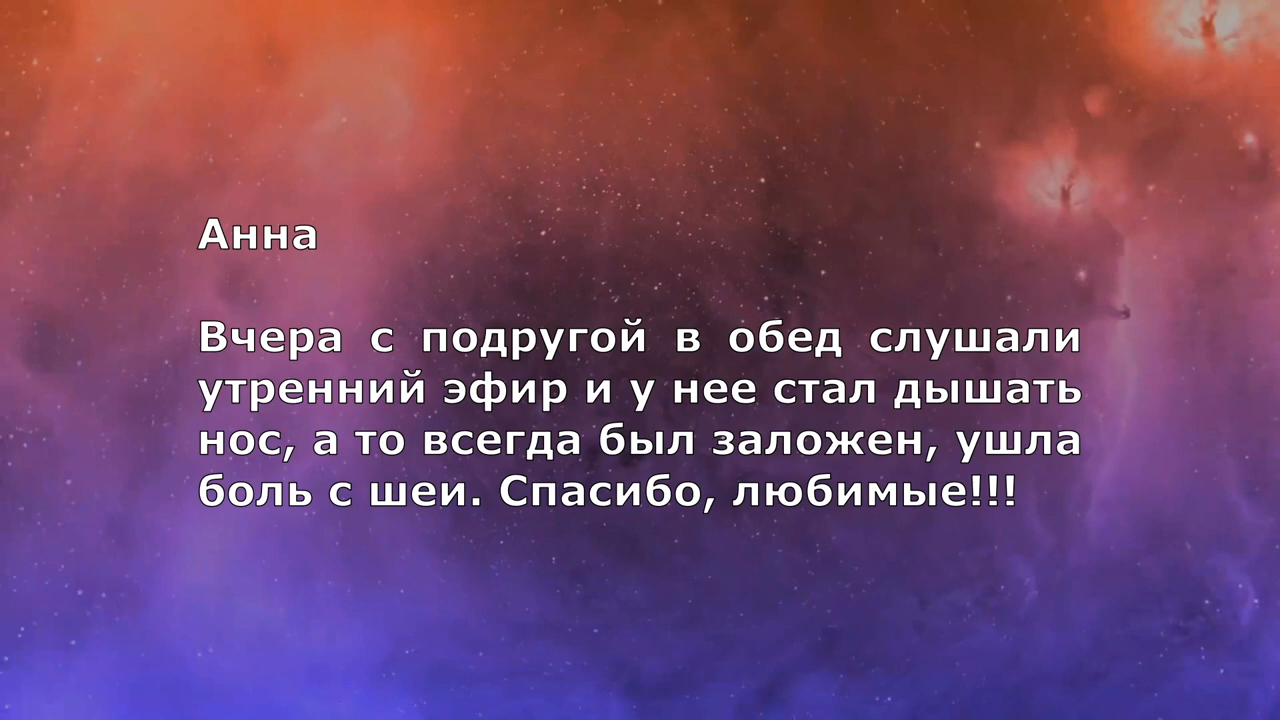 Анна
Вчера с подругой в обед слушали
утренний эфир и у нее стал дышать
нос, а то всегда был заложен, ушла
боль с шеи. Спасибо, любимые!!!